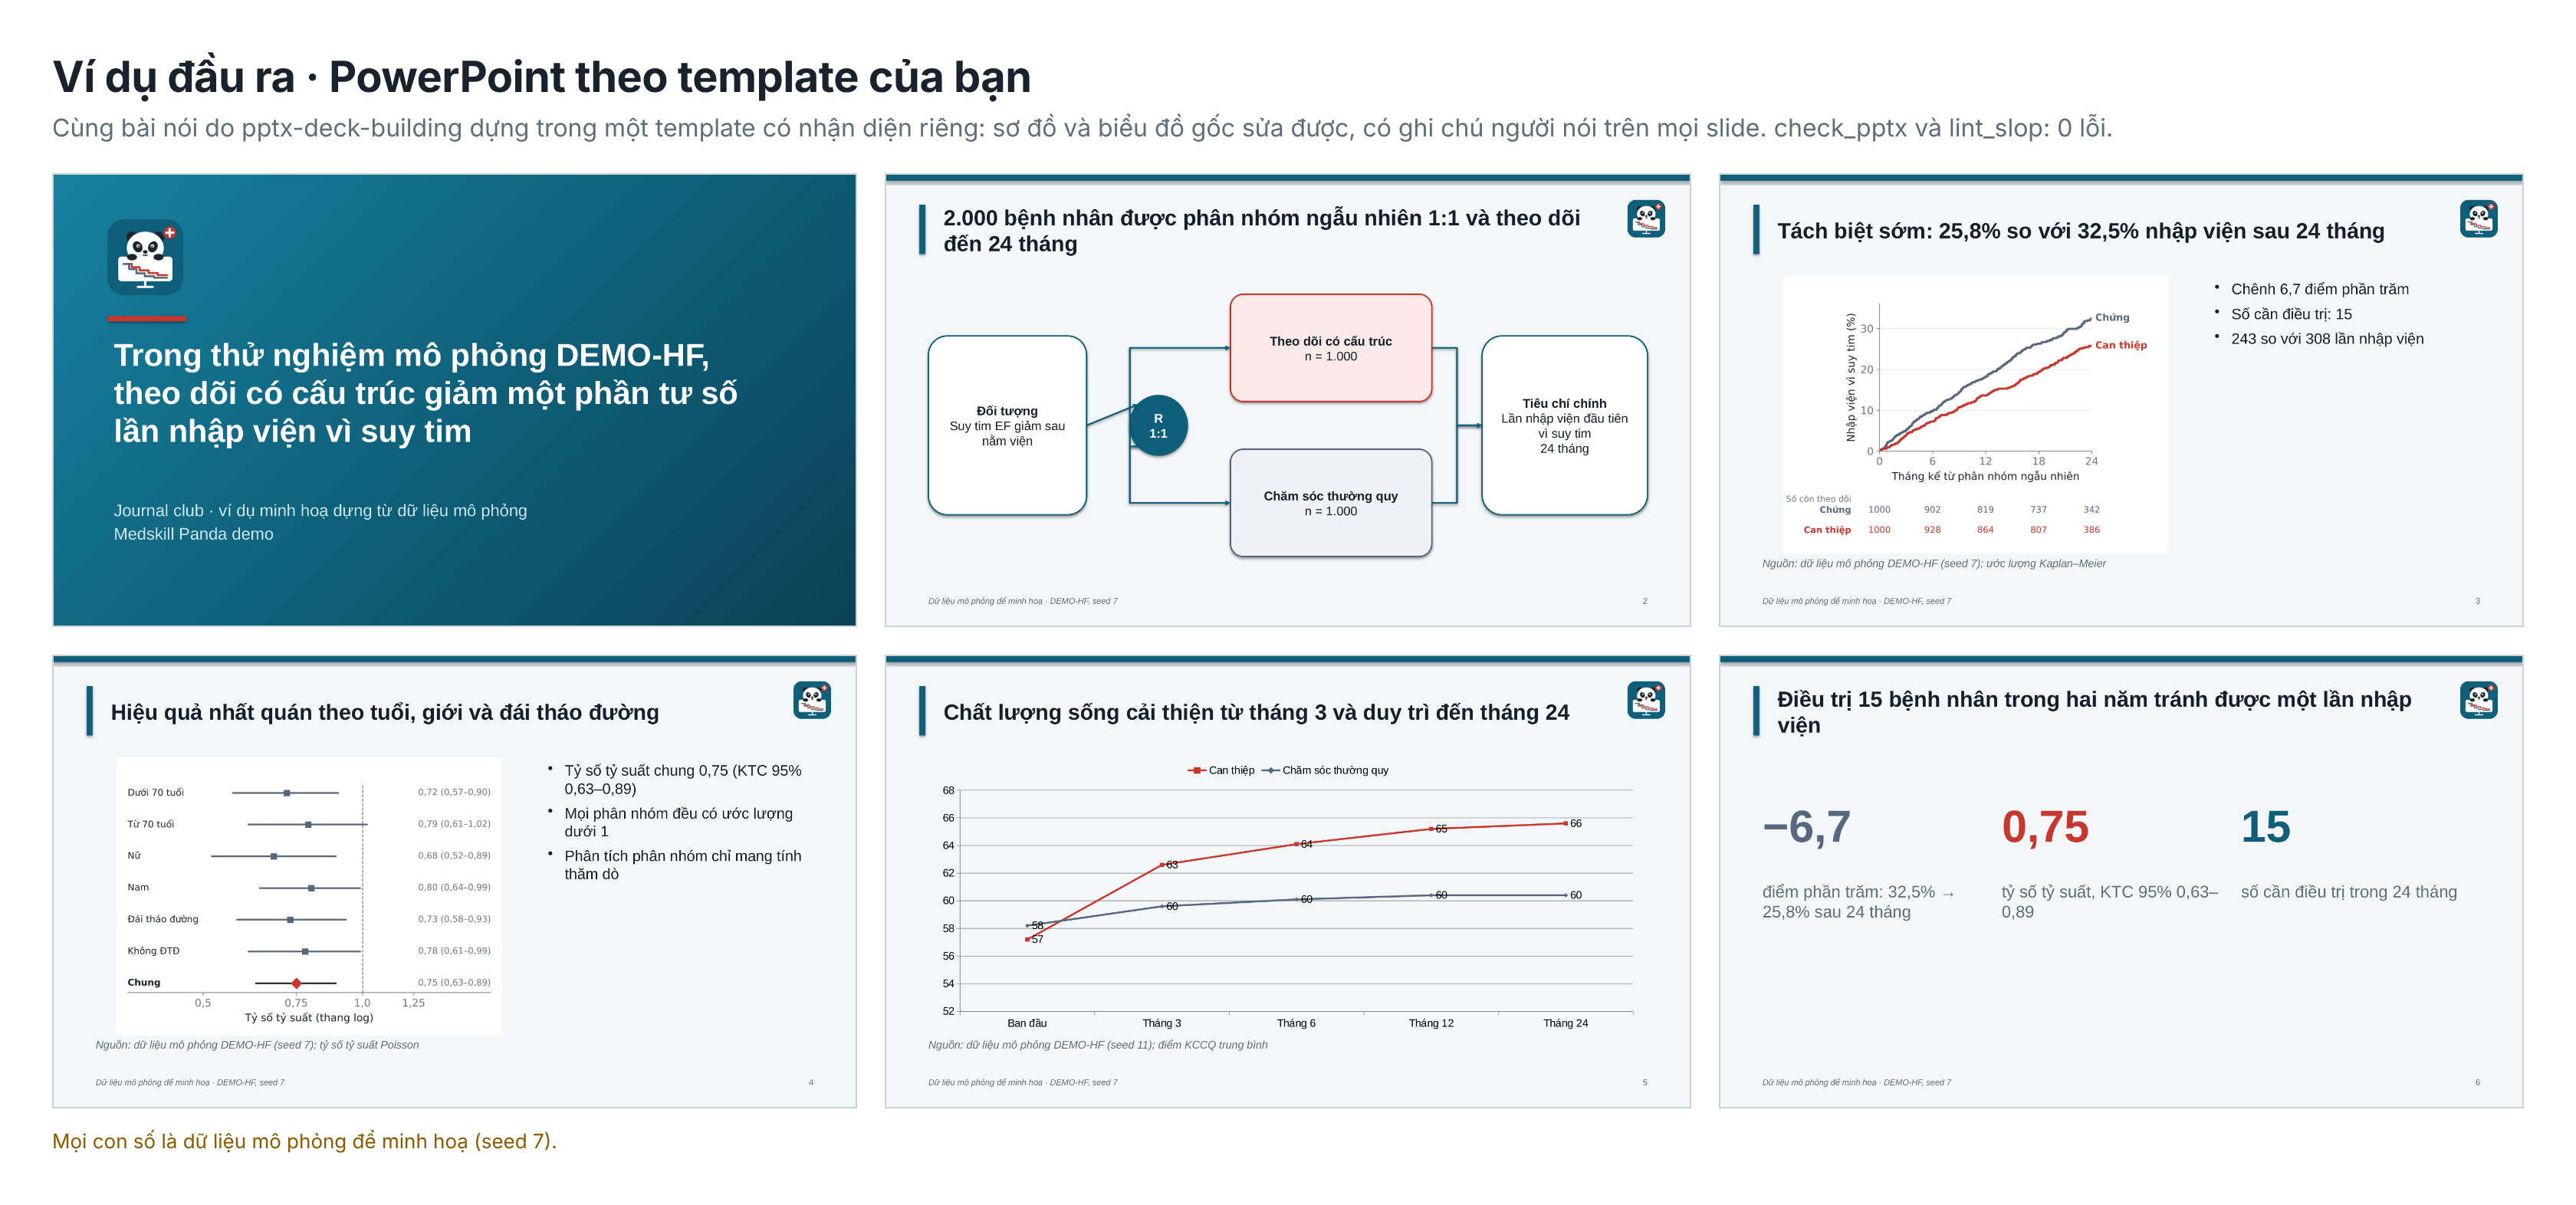 Ví dụ đầu ra · PowerPoint theo template của bạn
Cùng bài nói do pptx-deck-building dựng trong một template có nhận diện riêng: sơ đồ và biểu đồ gốc sửa được, có ghi chú người nói trên mọi slide. check_pptx và lint_slop: 0 lỗi.
Trong thử nghiệm mô phỏng DEMO-HF,
theo dõi có cấu trúc giảm một phần tư số
lần nhập viện vì suy tim
Journal club · ví dụ minh hoạ dựng từ dữ liệu mô phỏng
Medskill Panda demo
2.000 bệnh nhân được phân nhóm ngẫu nhiên 1:1 và theo dõi
đến 24 tháng
Đối tượng
Suy tim EF giảm sau
nằm viện
R
1:1
Theo dõi có cấu trúc
n = 1.000
Chăm sóc thường quy
n = 1.000
Tiêu chí chính
Lần nhập viện đầu tiên
vì suy tim
24 tháng
Dữ liệu mô phỏng để minh hoạ · DEMO-HF, seed 7
2
Tách biệt sớm: 25,8% so với 32,5% nhập viện sau 24 tháng
Nhập viện vì suy tim (%)
30
20
10
0
0 6 12 18 24
Chứng
Can thiệp
Tháng kể từ phân nhóm ngẫu nhiên
Số còn theo dõi
Chứng 1000 902 819 737 342
Can thiệp 1000 928 864 807 386
• Chênh 6,7 điểm phần trăm
• Số cần điều trị: 15
• 243 so với 308 lần nhập viện
Nguồn: dữ liệu mô phỏng DEMO-HF (seed 7); ước lượng Kaplan–Meier
Dữ liệu mô phỏng để minh hoạ · DEMO-HF, seed 7
3
Hiệu quả nhất quán theo tuổi, giới và đái tháo đường
Dưới 70 tuổi 0,72 (0,57–0,90)
Từ 70 tuổi 0,79 (0,61–1,02)
Nữ 0,68 (0,52–0,89)
Nam 0,80 (0,64–0,99)
Đái tháo đường 0,73 (0,58–0,93)
Không ĐTĐ 0,78 (0,61–0,99)
Chung 0,75 (0,63–0,89)
0,5 0,75 1,0 1,25
Tỷ số tỷ suất (thang log)
• Tỷ số tỷ suất chung 0,75 (KTC 95%
0,63–0,89)
• Mọi phân nhóm đều có ước lượng
dưới 1
• Phân tích phân nhóm chỉ mang tính
thăm dò
Nguồn: dữ liệu mô phỏng DEMO-HF (seed 7); tỷ số tỷ suất Poisson
Dữ liệu mô phỏng để minh hoạ · DEMO-HF, seed 7
4
Chất lượng sống cải thiện từ tháng 3 và duy trì đến tháng 24
Can thiệp Chăm sóc thường quy
68
66
64
62
60
58
56
54
52
57 63 64 65 66
58 60 60 60 60
Ban đầu Tháng 3 Tháng 6 Tháng 12 Tháng 24
Nguồn: dữ liệu mô phỏng DEMO-HF (seed 11); điểm KCCQ trung bình
Dữ liệu mô phỏng để minh hoạ · DEMO-HF, seed 7
5
Điều trị 15 bệnh nhân trong hai năm tránh được một lần nhập
viện
−6,7
điểm phần trăm: 32,5% →
25,8% sau 24 tháng
0,75
tỷ số tỷ suất, KTC 95% 0,63–
0,89
15
số cần điều trị trong 24 tháng
Dữ liệu mô phỏng để minh hoạ · DEMO-HF, seed 7
6
Mọi con số là dữ liệu mô phỏng để minh hoạ (seed 7).